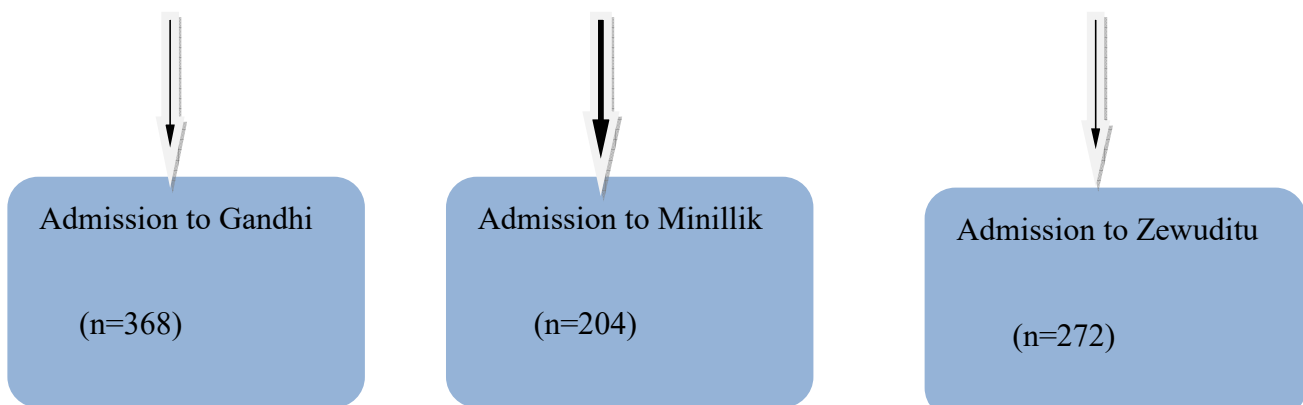 Admission to Gandhi
(n=368)
Admission to Minillik
(n=204)
Admission to Zewuditu
(n=272)